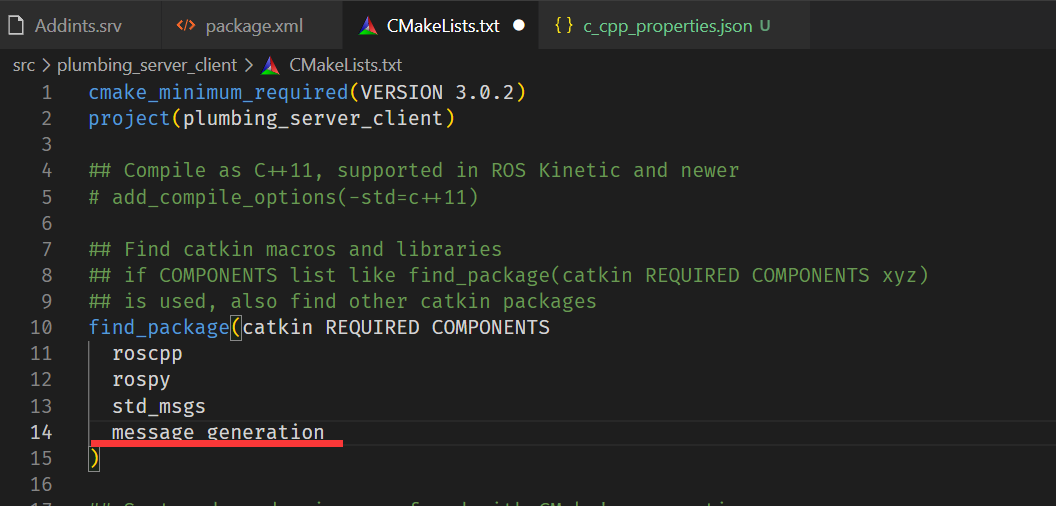 Addints.srv package.xml CMakeLists.txt c_cpp_properties.json U
src > plumbing_server_client > CMakeLists.txt
1 cmake_minimum_required(VERSION 3.0.2)
2 project(plumbing_server_client)
3
4 ## Compile as C++11, supported in ROS Kinetic and newer
5 # add_compile_options(-std=c++11)
6
7 ## Find catkin macros and libraries
8 ## if COMPONENTS list like find_package(catkin REQUIRED COMPONENTS xyz)
9 ## is used, also find other catkin packages
10 find_package(catkin REQUIRED COMPONENTS
11 roscpp
12 rospy
13 std_msgs
14 message_generation
15 )
16